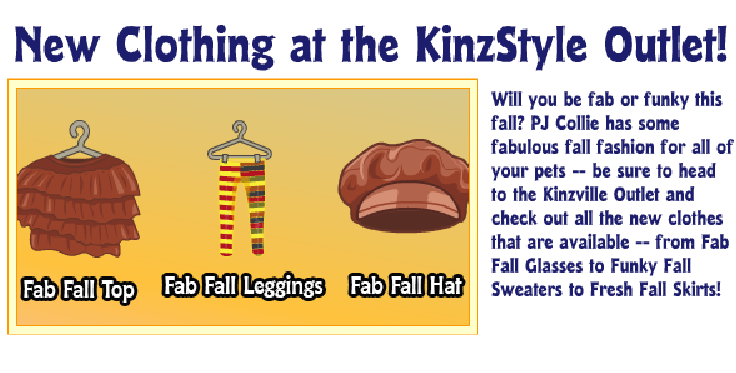 New Clothing at the KinzStyle Outlet!
Will you be fab or funky this
fall? PJ Collie has some
fabulous fall fashion for all of
your pets -- be sure to head
to the Kinzville Outlet and
check out all the new clothes
that are available -- from Fab
Fall Glasses to Funky Fall
Sweaters to Fresh Fall Skirts!
Fab Fall Top
Fab Fall Leggings
Fab Fall Hat